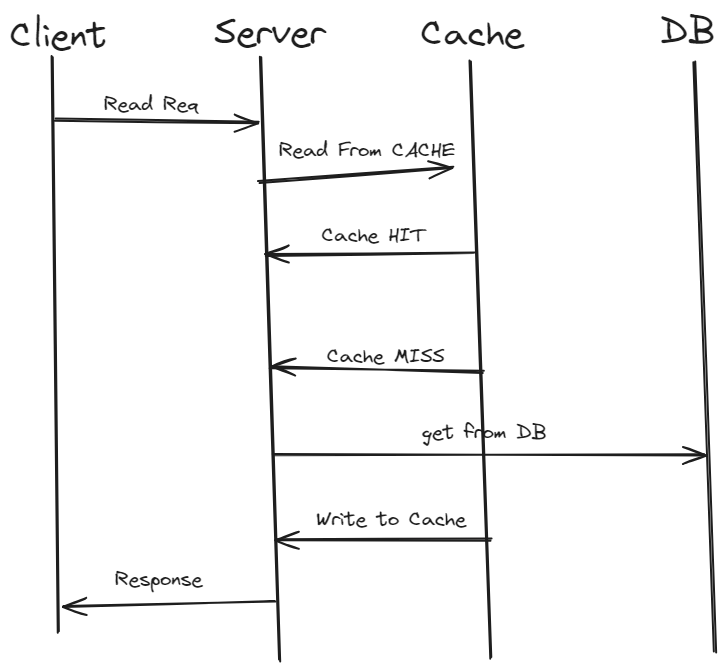 Client Server Cache DB
Read Req
Read From CACHE
Cache HIT
Cache MISS
get from DB
Write to Cache
Response